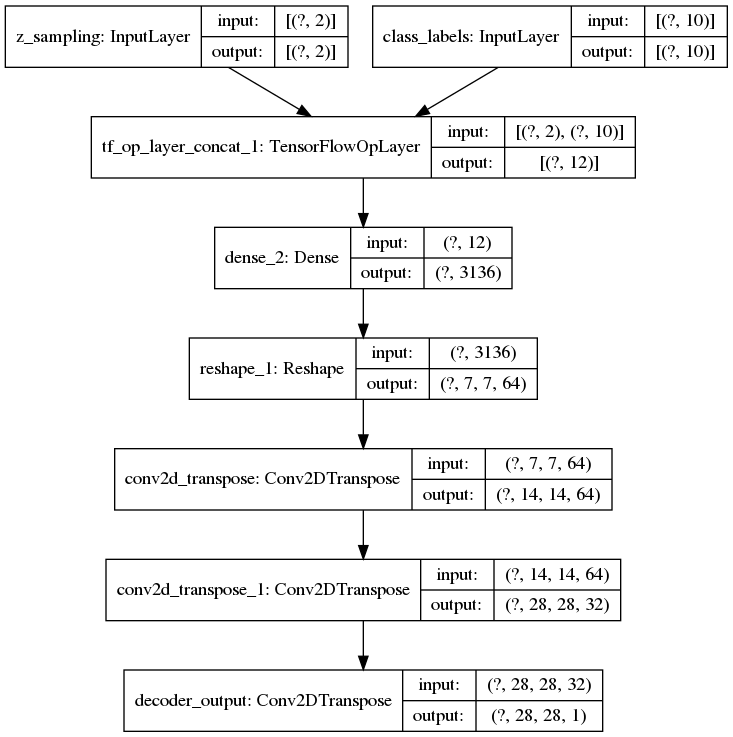 z_sampling: InputLayer
input: [(?, 2)]
output: [(?, 2)]
class_labels: InputLayer
input: [(?, 10)]
output: [(?, 10)]
tf_op_layer_concat_1: TensorFlowOpLayer
input: [(?, 2), (?, 10)]
output: [(?, 12)]
dense_2: Dense
input: (?, 12)
output: (?, 3136)
reshape_1: Reshape
input: (?, 3136)
output: (?, 7, 7, 64)
conv2d_transpose: Conv2DTranspose
input: (?, 7, 7, 64)
output: (?, 14, 14, 64)
conv2d_transpose_1: Conv2DTranspose
input: (?, 14, 14, 64)
output: (?, 28, 28, 32)
decoder_output: Conv2DTranspose
input: (?, 28, 28, 32)
output: (?, 28, 28, 1)